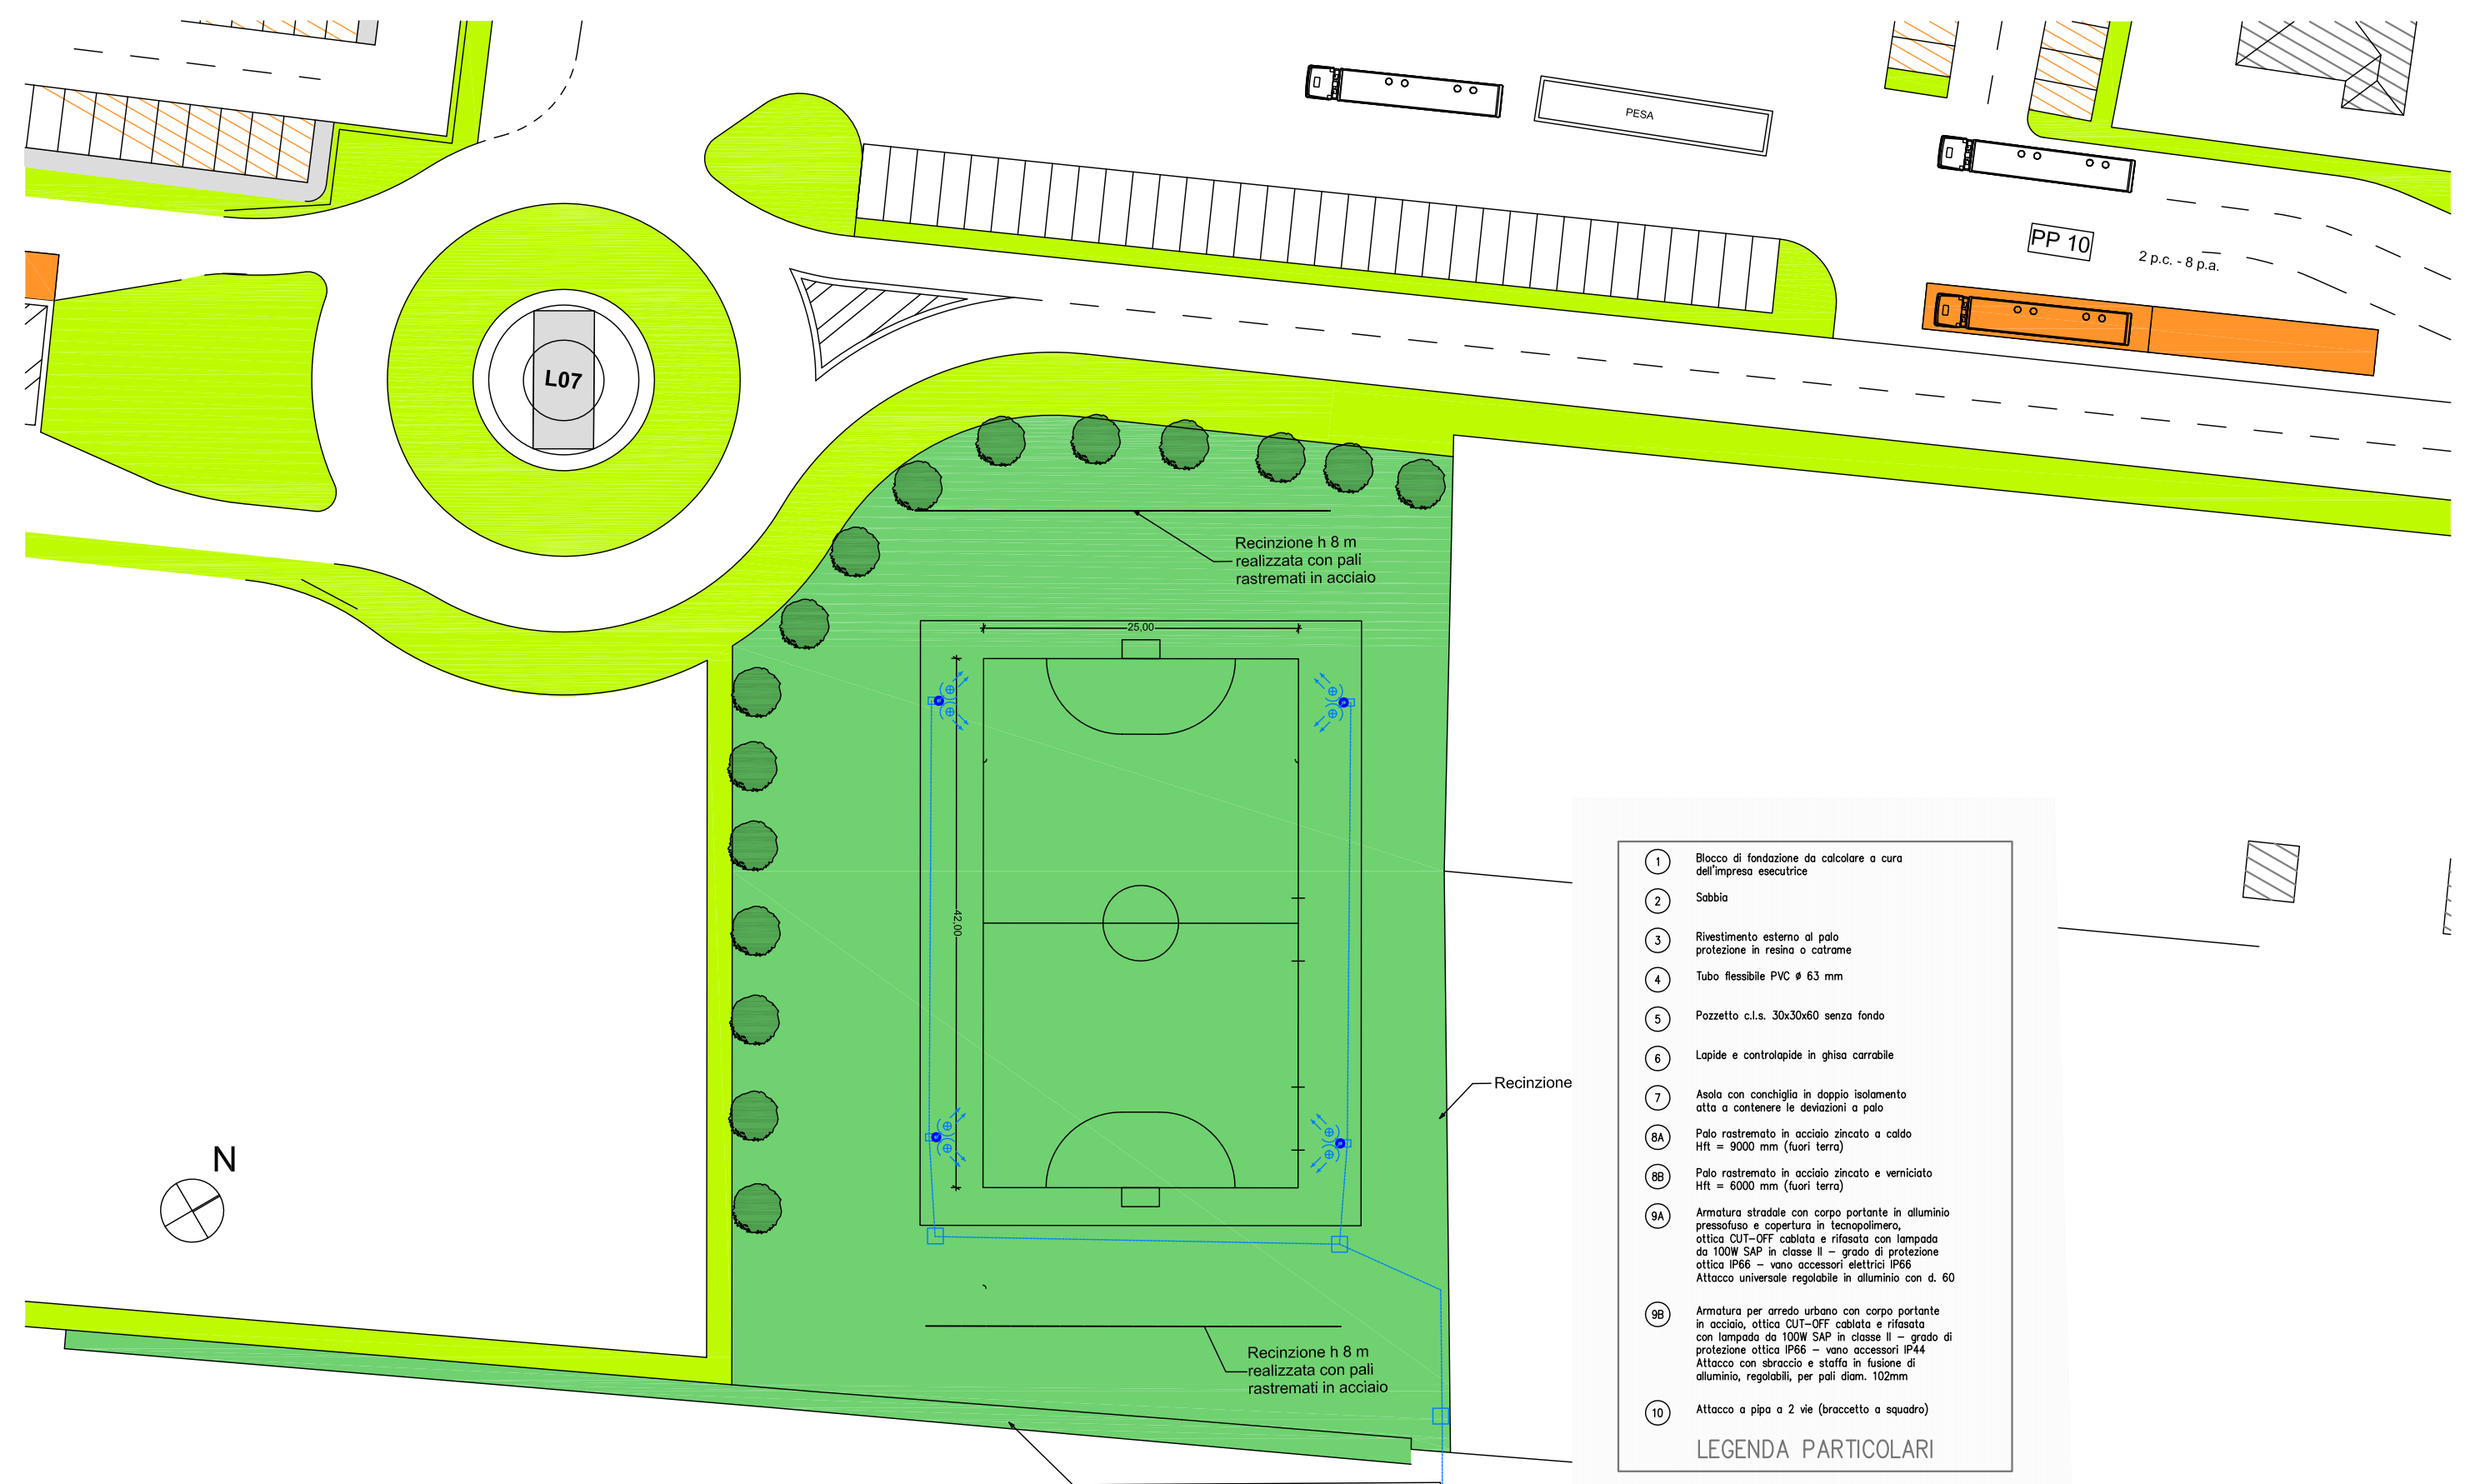 PESA
PP 10
2 p.c. - 8 p.a.
L07
Recinzione h 8 m
realizzata con pali
rastremati in acciaio
25,00
42,00
Recinzione
N
Recinzione h 8 m
realizzata con pali
rastremati in acciaio
1 Blocco di fondazione da calcolare a cura
dell'impresa esecutrice
2 Sabbia
3 Rivestimento esterno al palo
protezione in resina o catrame
4 Tubo flessibile PVC ø 63 mm
5 Pozzetto c.l.s. 30x30x60 senza fondo
6 Lapide e controlapide in ghisa carrabile
7 Asola con conchiglia in doppio isolamento
atta a contenere le deviazioni a palo
8A Palo rastremato in acciaio zincato a caldo
Hft = 9000 mm (fuori terra)
8B Palo rastremato in acciaio zincato e verniciato
Hft = 6000 mm (fuori terra)
9A Armatura stradale con corpo portante in alluminio
pressofuso e copertura in tecnopolimero,
ottica CUT-OFF cablata e rifasata con lampada
da 100W SAP in classe II - grado di protezione
ottica IP66 - vano accessori elettrici IP66
Attacco universale regolabile in alluminio con d. 60
9B Armatura per arredo urbano con corpo portante
in acciaio, ottica CUT-OFF cablata e rifasata
con lampada da 100W SAP in classe II - grado di
protezione ottica IP66 - vano accessori IP44
Attacco con sbraccio e staffa in fusione di
alluminio, regolabili, per pali diam. 102mm
10 Attacco a pipa a 2 vie (braccetto a squadro)
LEGENDA PARTICOLARI